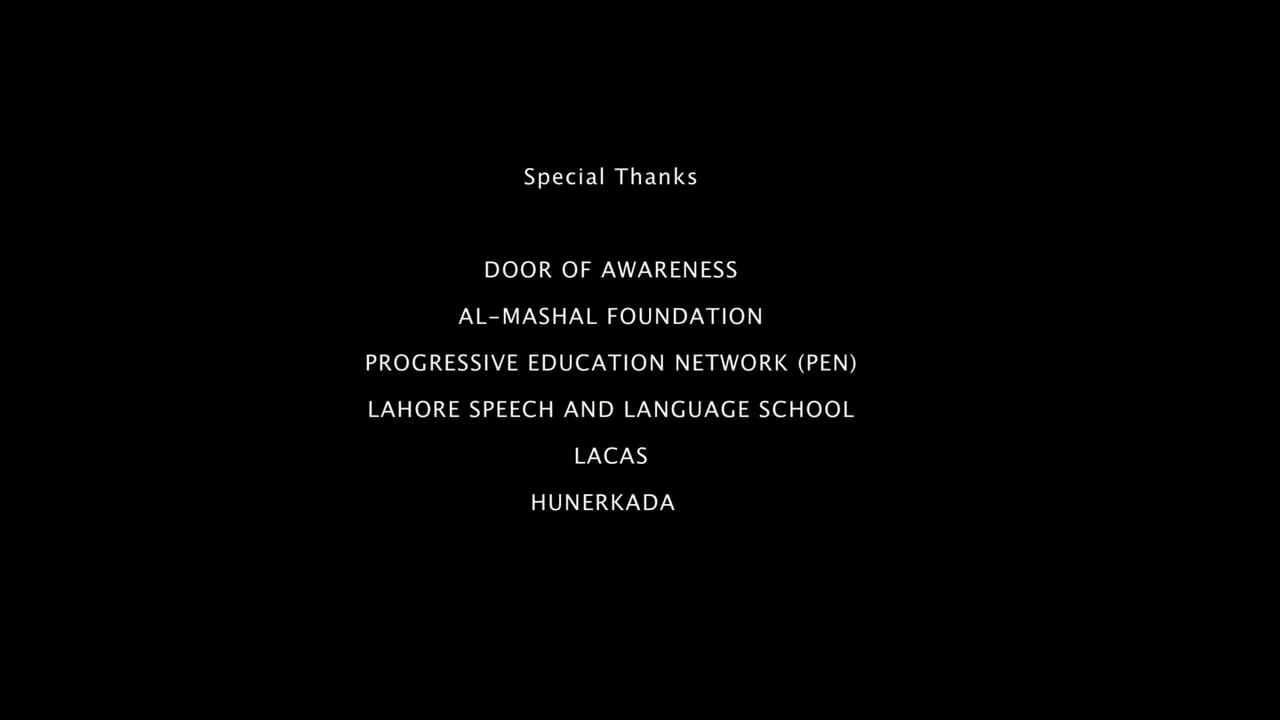 Special Thanks
DOOR OF AWARENESS
AL-MASHAL FOUNDATION
PROGRESSIVE EDUCATION NETWORK (PEN)
LAHORE SPEECH AND LANGUAGE SCHOOL
LACAS
HUNERKADA